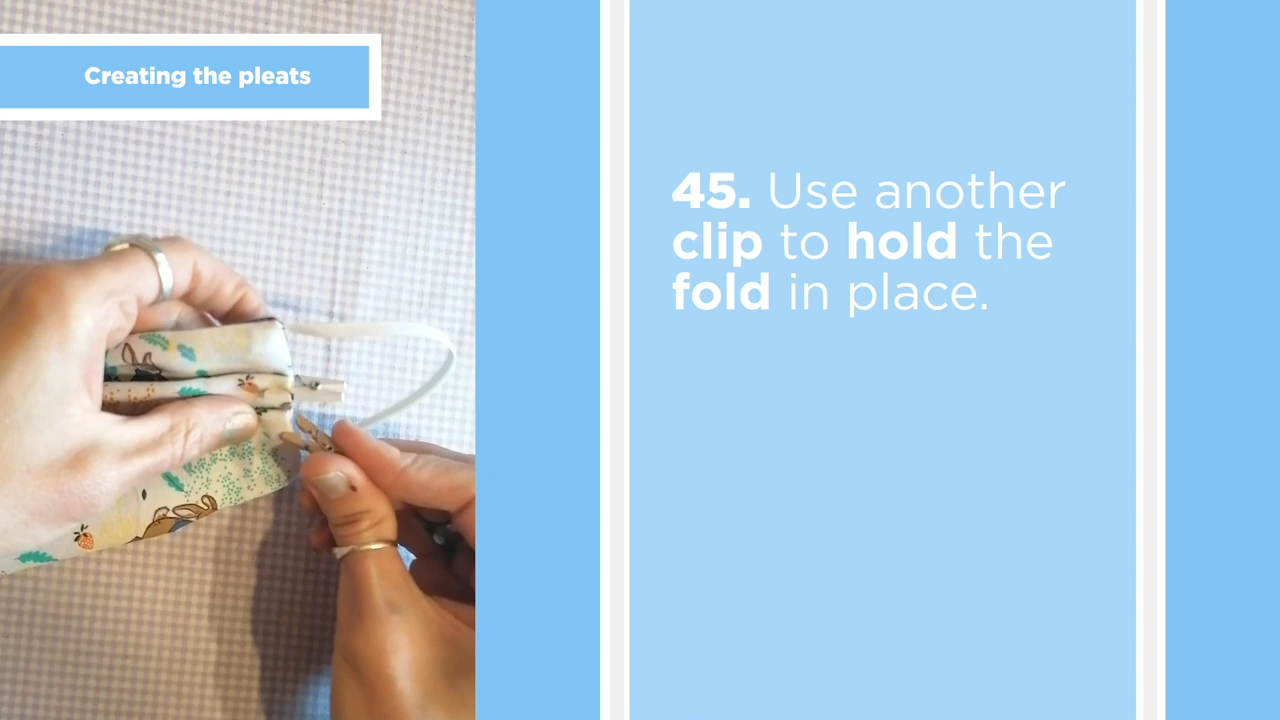 Creating the pleats
45. Use another
clip to hold the
fold in place.